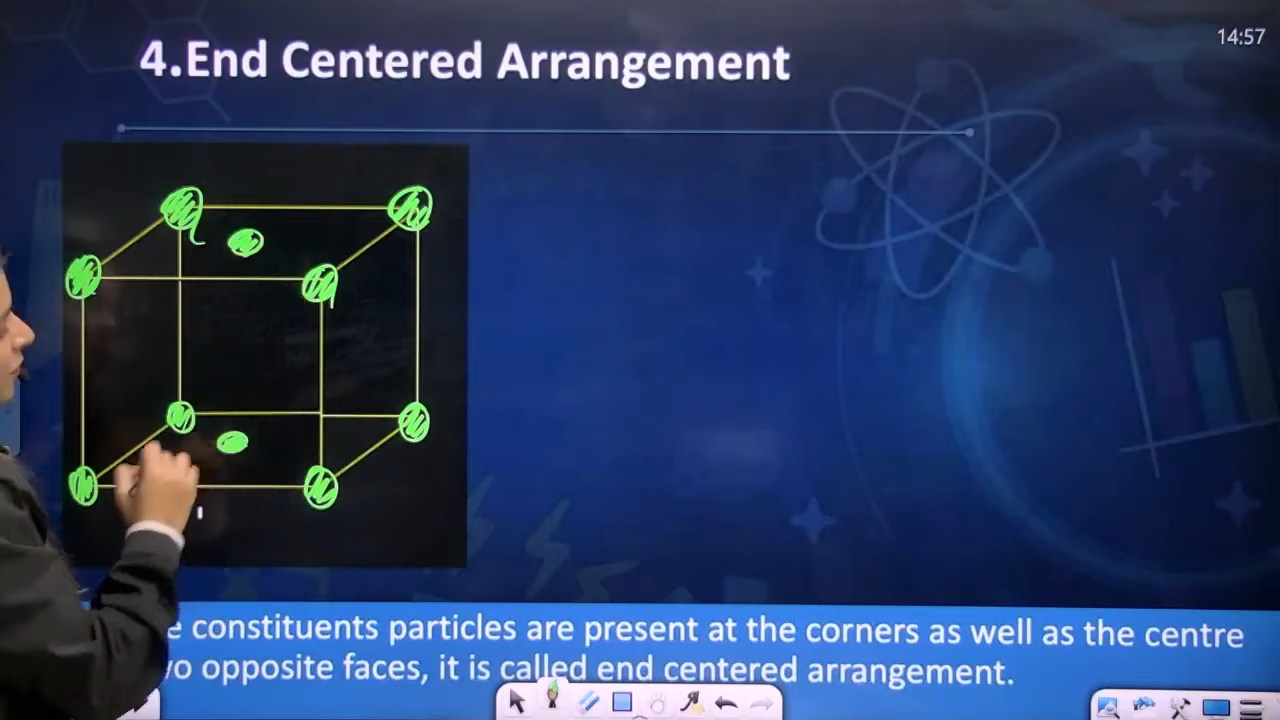 4.End Centered Arrangement
14:57
constituents particles are present at the corners as well as the centre
opposite faces, it is called end centered arrangement.